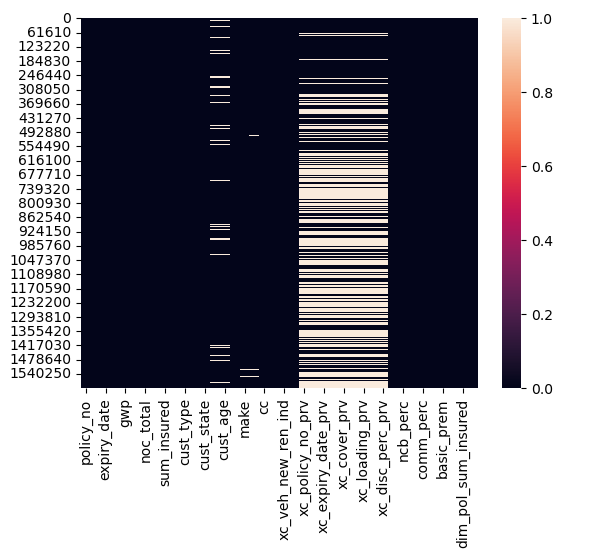 0
61610
123220
184830
246440
308050
369660
431270
492880
554490
616100
677710
739320
800930
862540
924150
985760
1047370
1108980
1170590
1232200
1293810
1355420
1417030
1478640
1540250
policy_no
expiry_date
gwp
noc_total
sum_insured
cust_type
cust_state
cust_age
make
cc
xc_veh_new_ren_ind
xc_policy_no_prv
xc_expiry_date_prv
xc_cover_prv
xc_loading_prv
xc_disc_perc_prv
ncb_perc
comm_perc
basic_prem
dim_pol_sum_insured
1.0
0.8
0.6
0.4
0.2
0.0